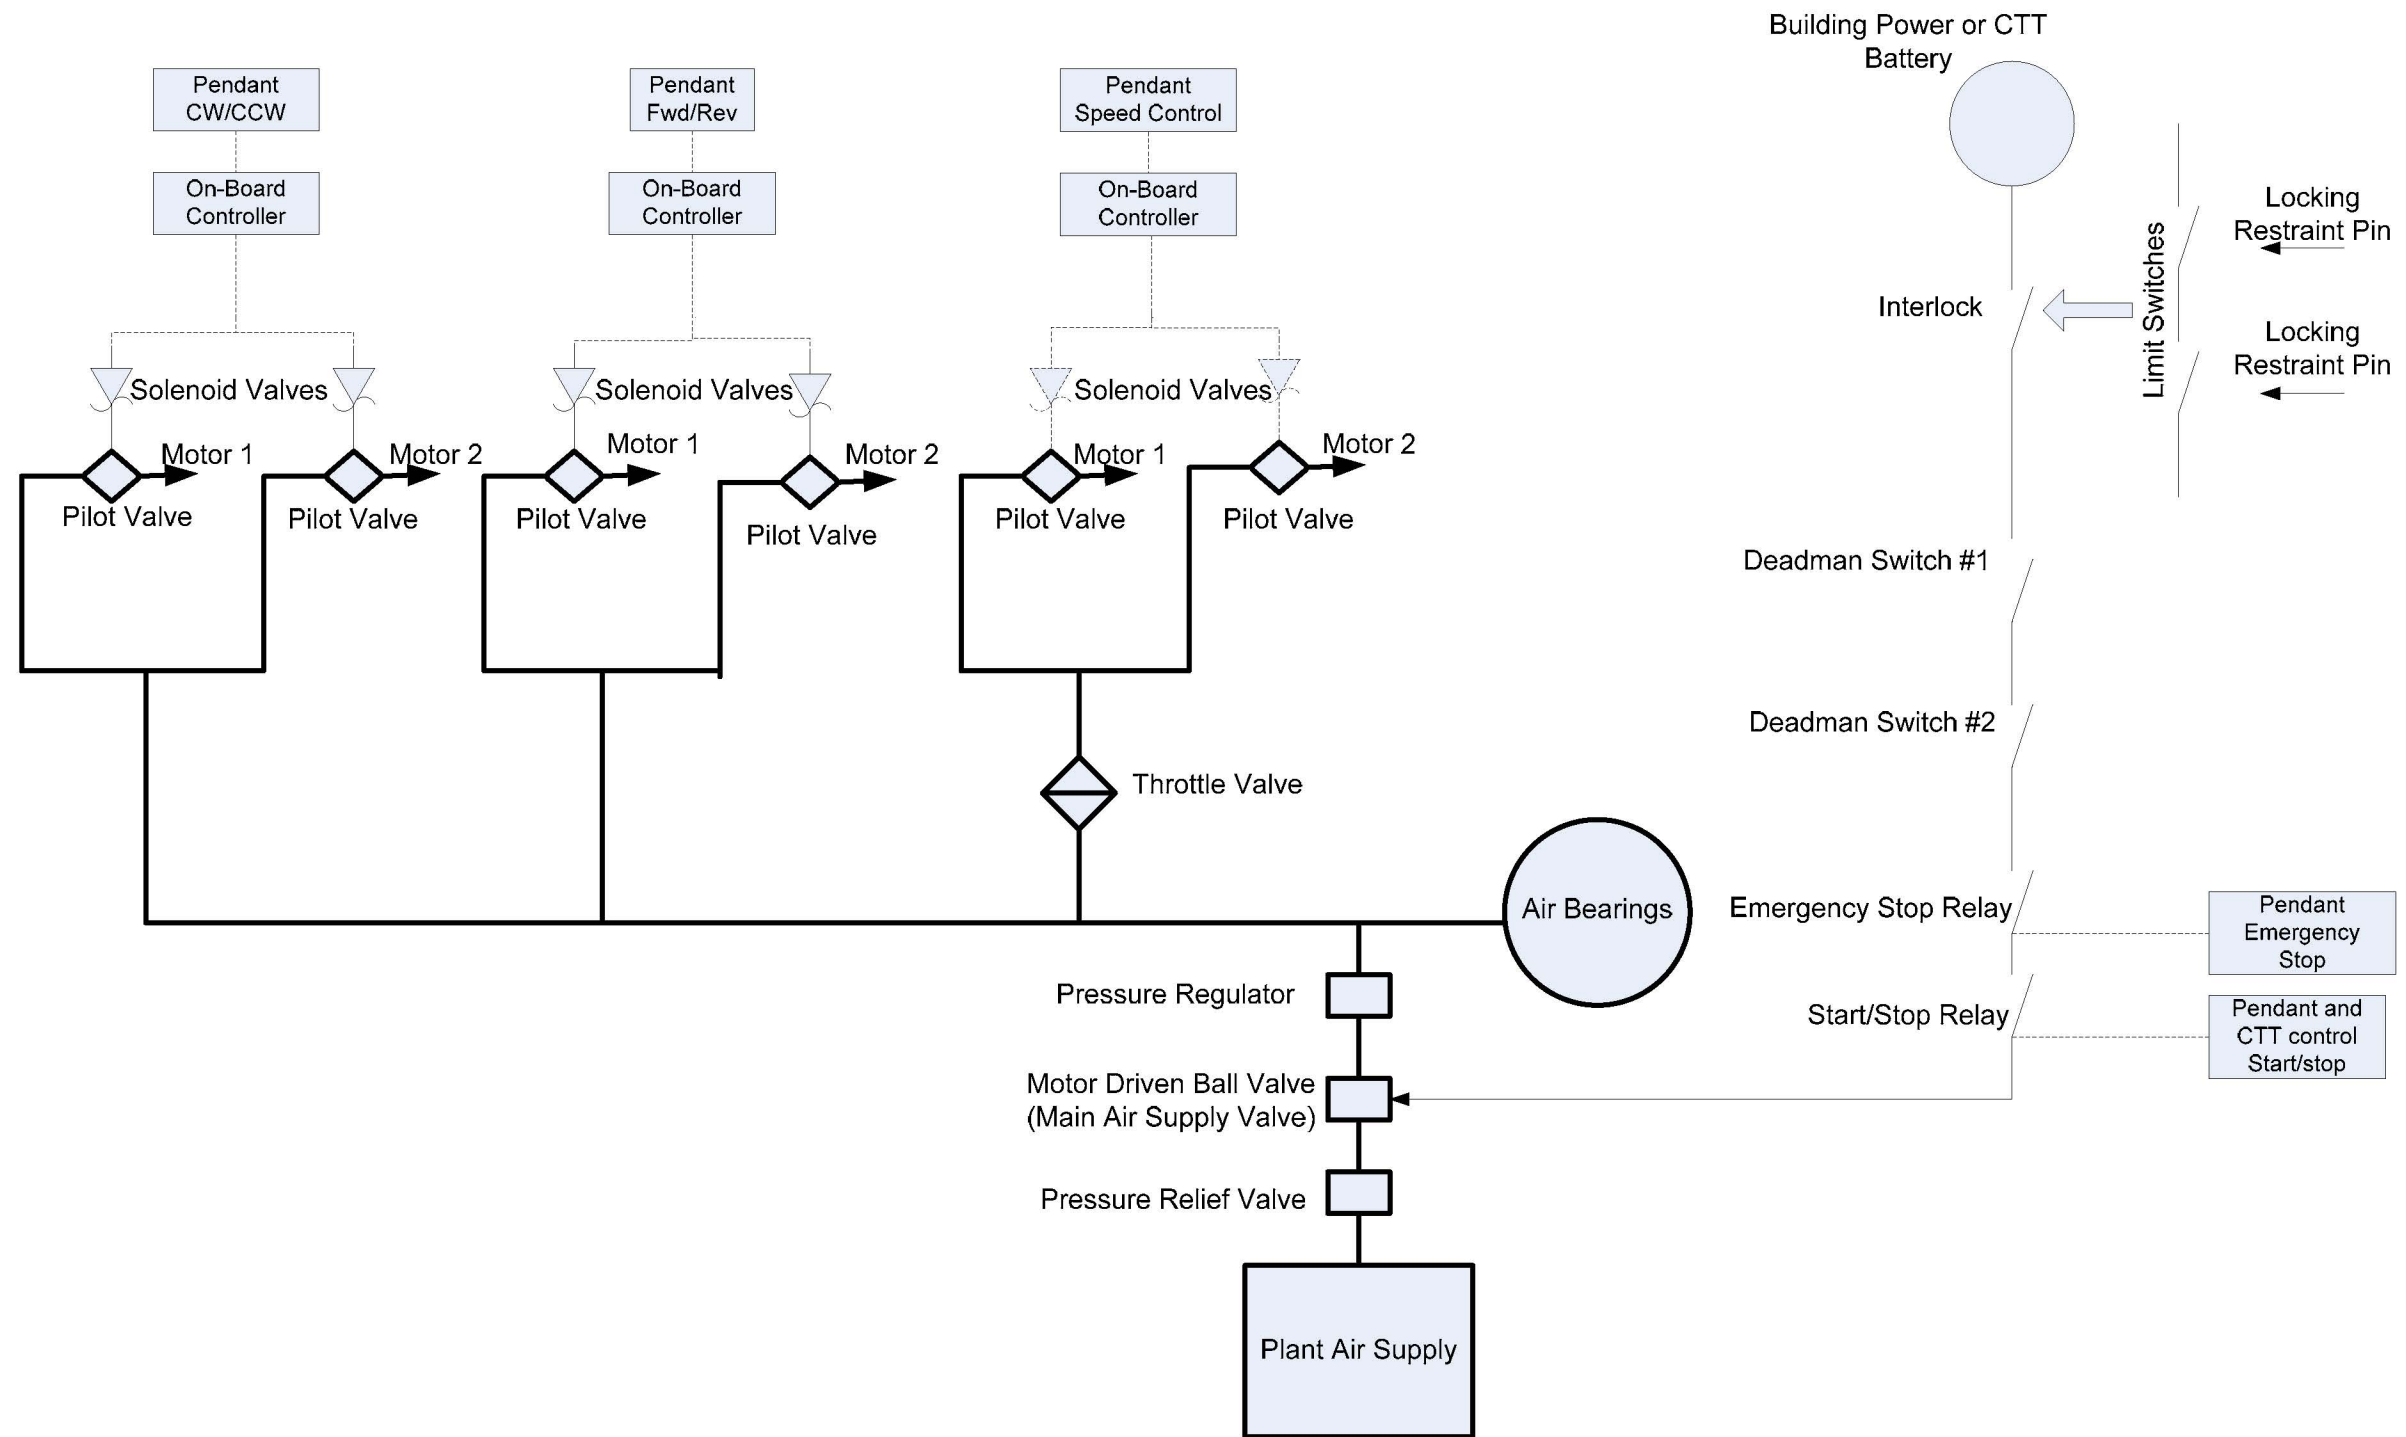 Building Power or CTT
Battery
Pendant
CW/CCW
Pendant
Fwd/Rev
Pendant
Speed Control
On-Board
Controller
On-Board
Controller
On-Board
Controller
Locking
Restraint Pin
Limit Switches
Interlock
Locking
Restraint Pin
Solenoid Valves
Solenoid Valves
Solenoid Valves
Motor 1
Motor 2
Motor 1
Motor 2
Motor 1
Motor 2
Pilot Valve
Pilot Valve
Pilot Valve
Pilot Valve
Pilot Valve
Pilot Valve
Deadman Switch #1
Deadman Switch #2
Throttle Valve
Air Bearings
Emergency Stop Relay
Pendant
Emergency
Stop
Pressure Regulator
Start/Stop Relay
Pendant and
CTT control
Start/stop
Motor Driven Ball Valve
(Main Air Supply Valve)
Pressure Relief Valve
Plant Air Supply